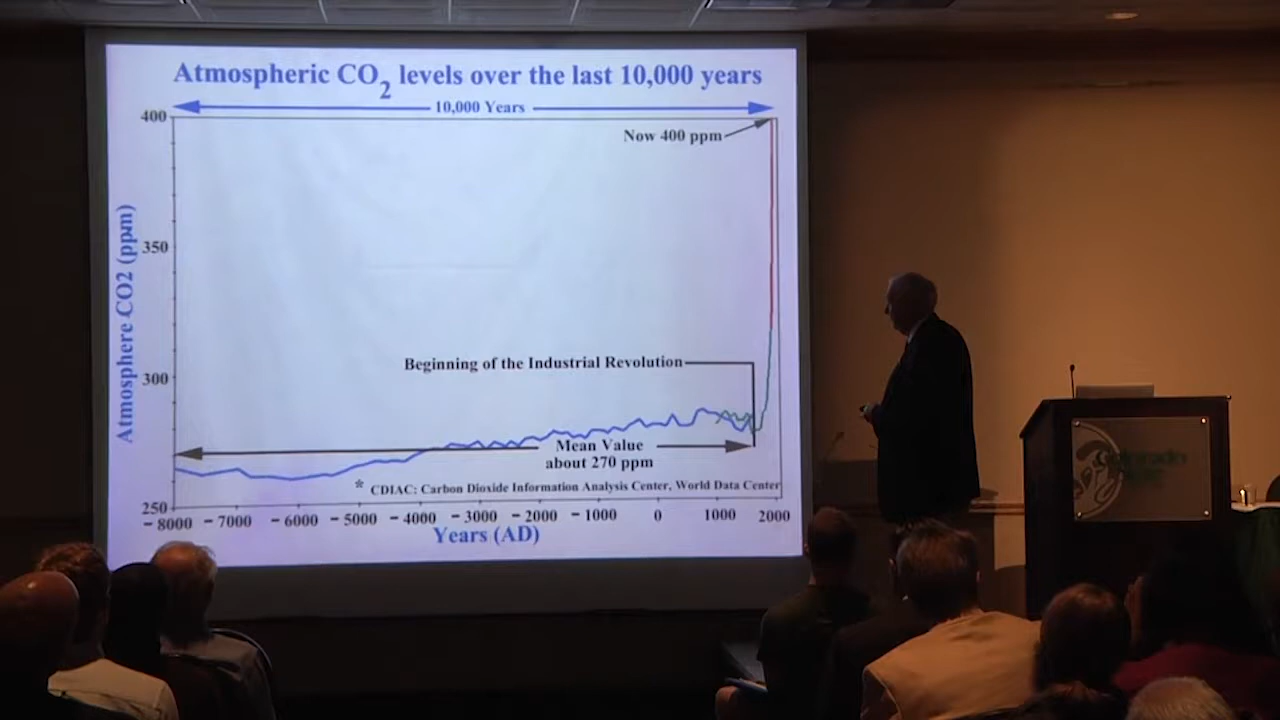 Atmospheric CO2 levels over the last 10,000 years
10,000 Years
400
Now 400 ppm
350
Atmosphere CO2 (ppm)
300
Beginning of the Industrial Revolution
Mean Value
about 270 ppm
* CDIAC: Carbon Dioxide Information Analysis Center, World Data Center
250
-8000 -7000 -6000 -5000 -4000 -3000 -2000 -1000 0 1000 2000
Years (AD)